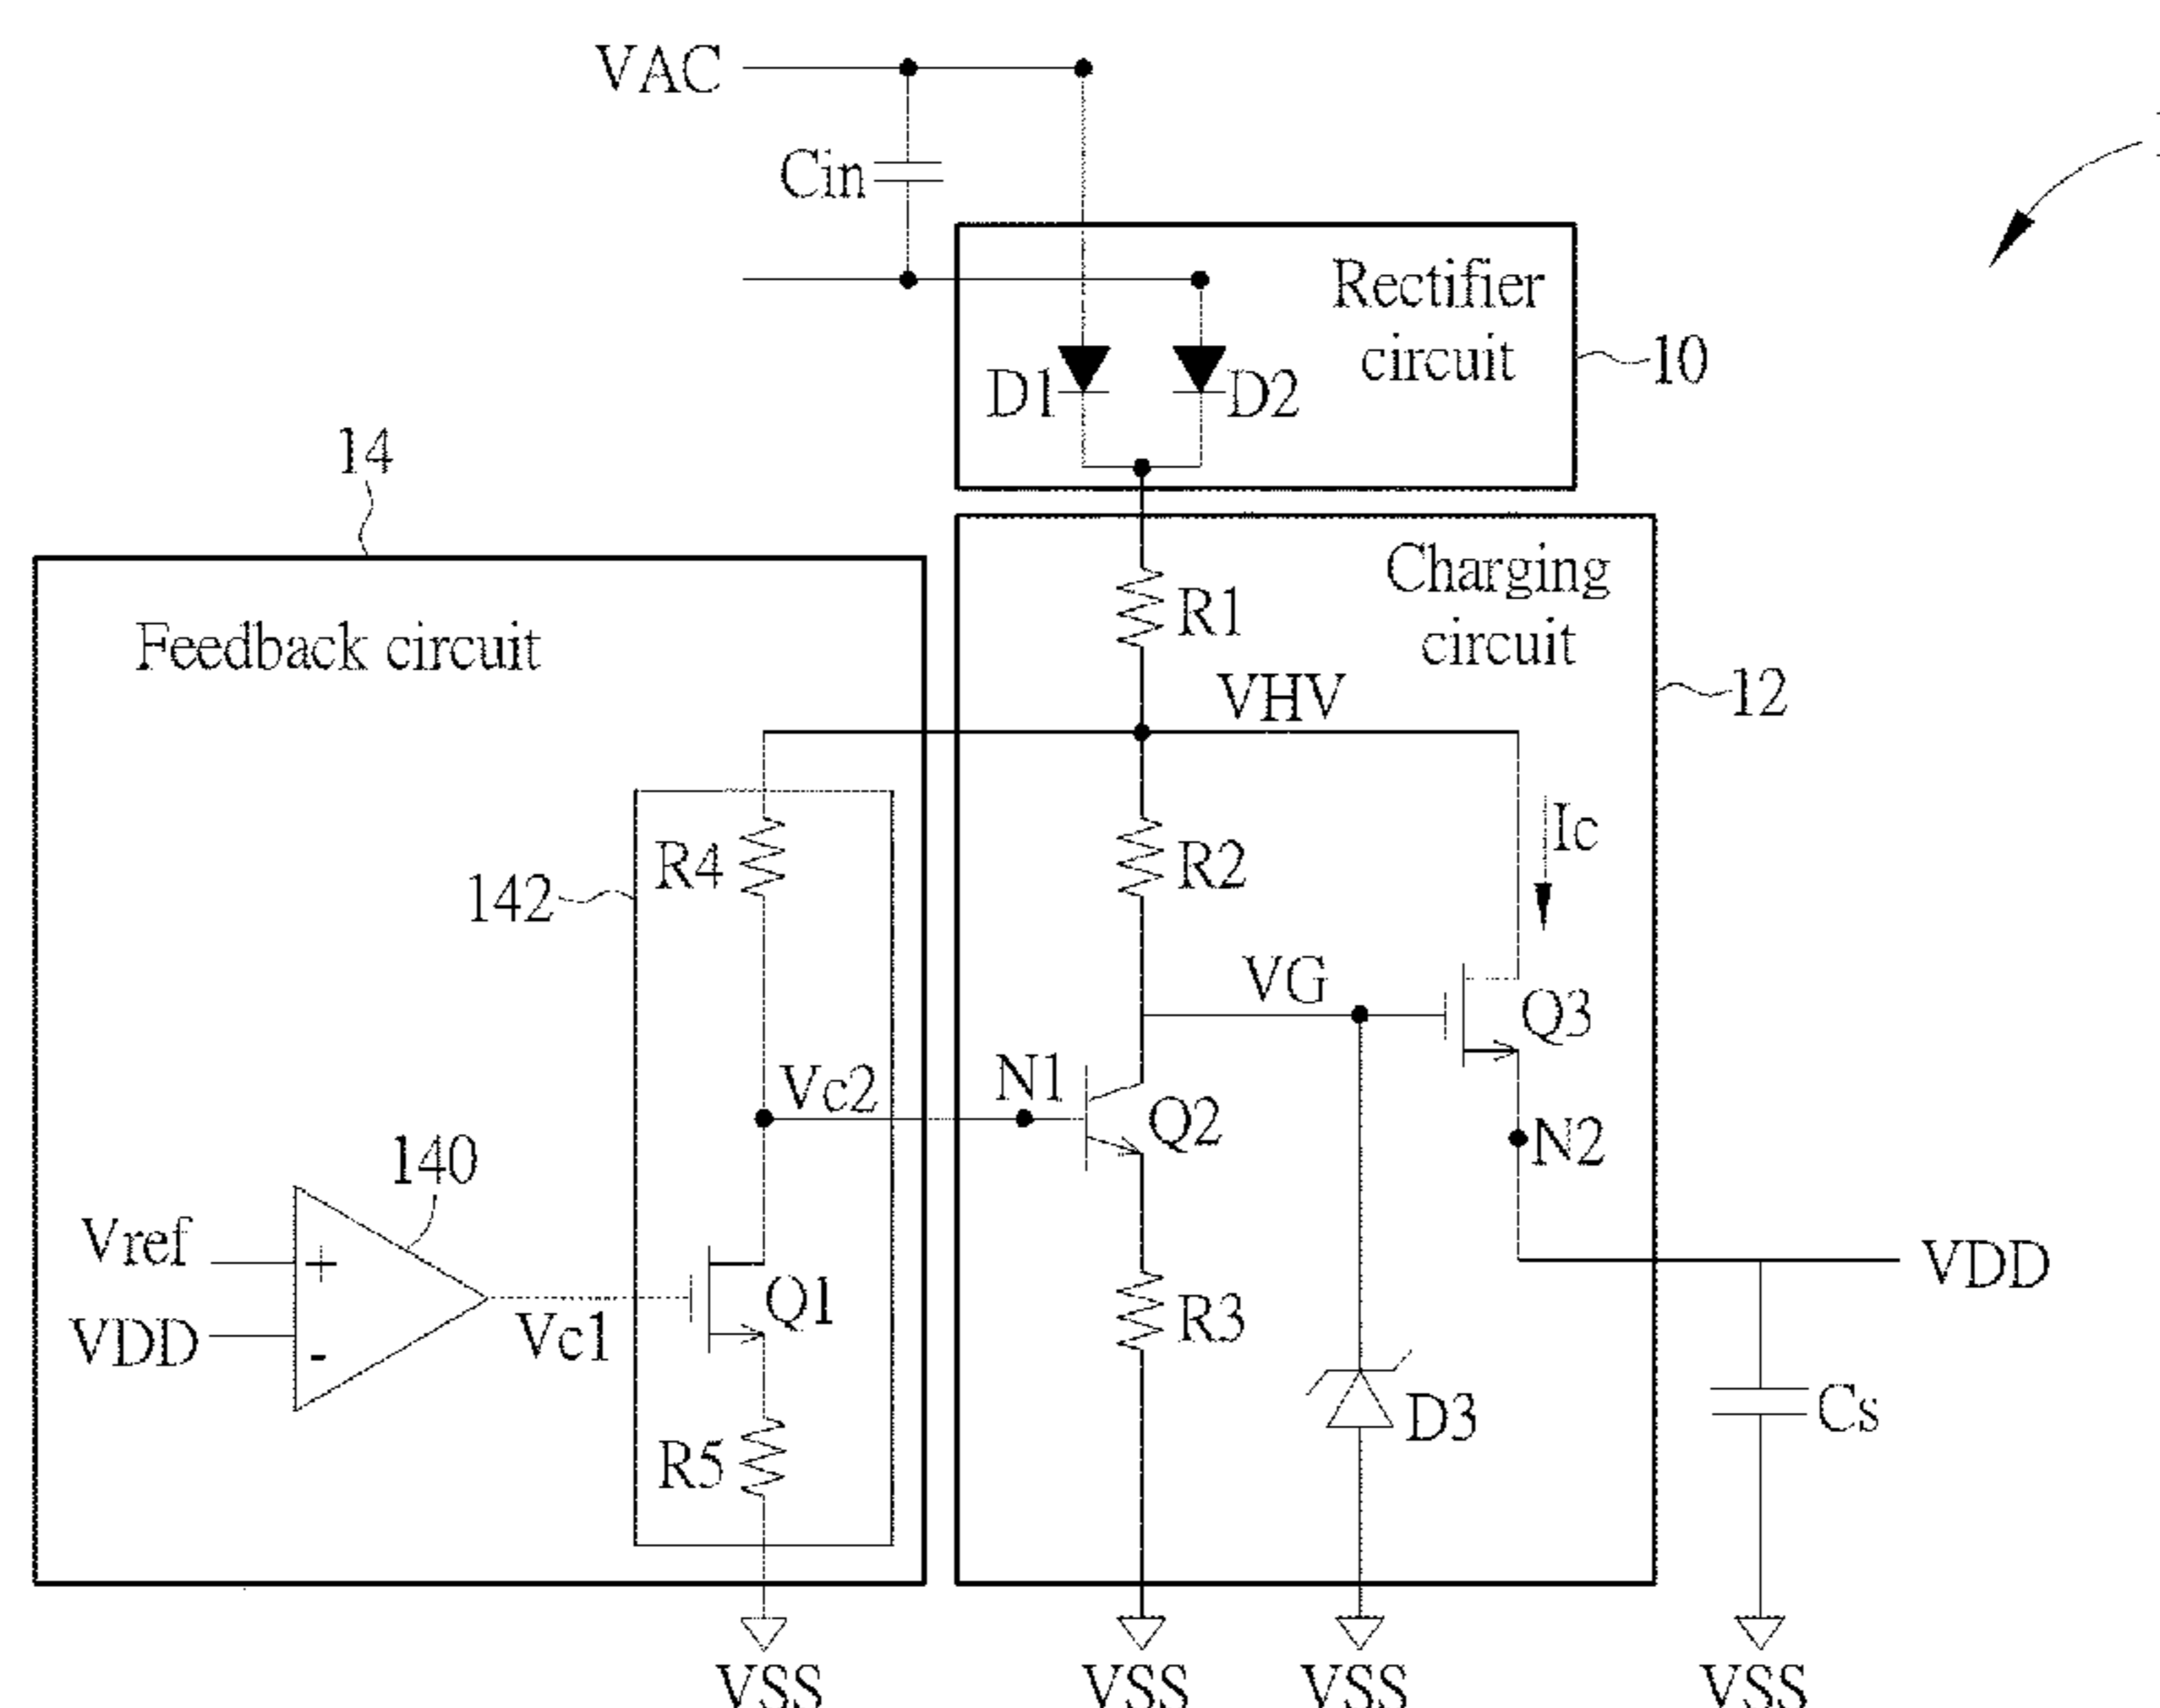 VAC
Cin
Rectifier
circuit
10
D1
D2
14
Charging
circuit
R1
Feedback circuit
12
VHV
Ic
R4
R2
142
VG
Q3
N1
Vc2
Q2
N2
140
Vref
+
VDD
Q1
R3
VDD
-
Vc1
D3
Cs
R5
VSS
VSS
VSS
VSS